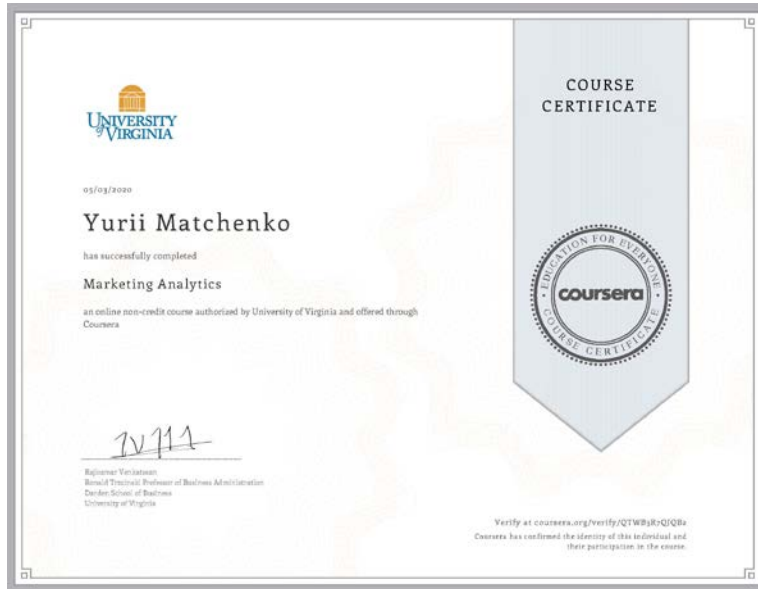 UNIVERSITY
of VIRGINIA
COURSE
CERTIFICATE
05/03/2020
Yurii Matchenko
has successfully completed
Marketing Analytics
an online non-credit course authorized by University of Virginia and offered through
Coursera
EDUCATION FOR EVERYONE
coursera
COURSE CERTIFICATE
Rajkumar Venkatesan
Ronald Trzcinski Professor of Business Administration
Darden School of Business
University of Virginia
Verify at coursera.org/verify/
Coursera has confirmed the identity of this individual and
their participation in the course.